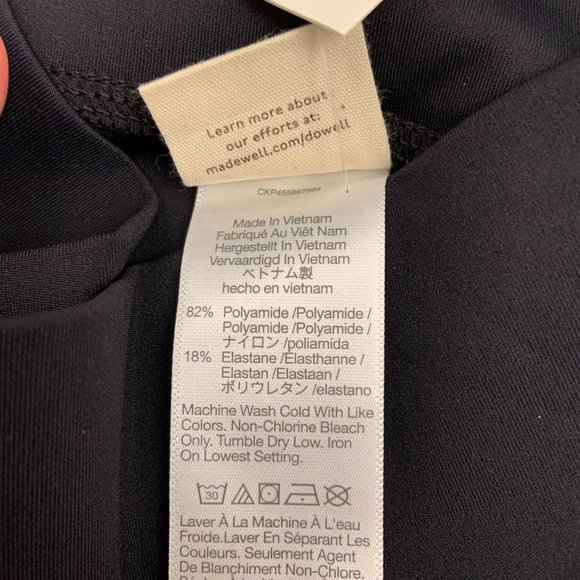 Learn more about
our efforts at:
madewell.com/dowell
CKP455897904
Made In Vietnam
Fabriqué Au Viêt Nam
Hergestellt In Vietnam
Vervaardigd In Vietnam
ベトナム製
hecho en vietnam
82% Polyamide /Polyamide /
Polyamide /Polyamide /
ナイロン /poliamida
18% Elastane /Élasthanne /
Elastan /Elastaan /
ポリウレタン /elastano
Machine Wash Cold With Like
Colors. Non-Chlorine Bleach
Only. Tumble Dry Low. Iron
On Lowest Setting.
30
Laver À La Machine À L'eau
Froide.Laver En Séparant Les
Couleurs. Seulement Agent
De Blanchiment Non-Chloré.